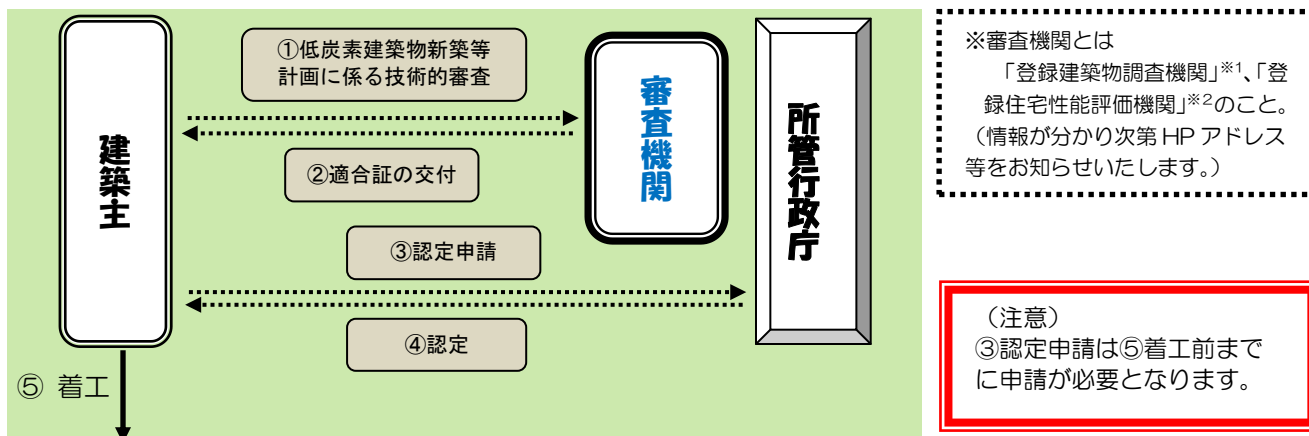 ①低炭素建築物新築等
計画に係る技術的審査
②適合証の交付
建築主
審査機関
所管行政庁
③認定申請
④認定
⑤ 着工
※審査機関とは
「登録建築物調査機関」※1、「登
録住宅性能評価機関」※2のこと。
（情報が分かり次第 HP アドレス
等をお知らせいたします。）
（注意）
③認定申請は⑤着工前まで
に申請が必要となります。